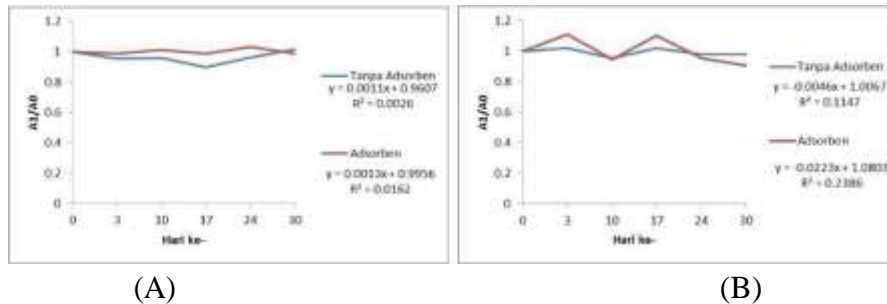 1.2
1
0.8
0.6
0.4
0.2
0
A1/A0
0 3 10 17 24 30
Hari ke-
Tanpa Adsorben
y = 0.0011x + 0.9607
R² = 0.0026
Adsorben
y = 0.0013x + 0.9956
R² = 0.0162
(A)
1.2
1
0.8
0.6
0.4
0.2
0
A1/A0
0 3 10 17 24 30
Hari ke-
Tanpa Adsorben
y = -0.0046x + 1.0067
R² = 0.1147
Adsorben
y = -0.0223x + 1.0803
R² = 0.2386
(B)